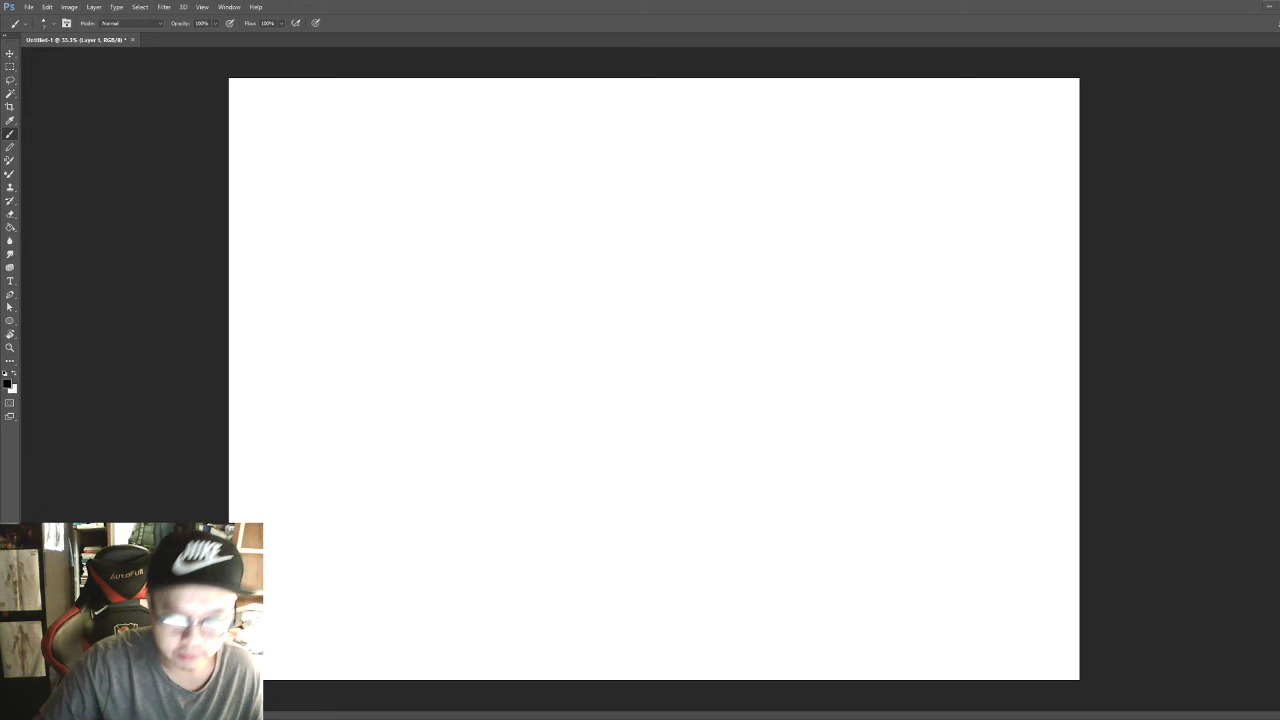 Ps File Edit Image Layer Type Select Filter 3D View Window Help
Mode: Normal Opacity: 100% Flow: 100%
Untitled-1 @ 33.3% (Layer 1, RGB/8) * ×
NIKE
AutoFull